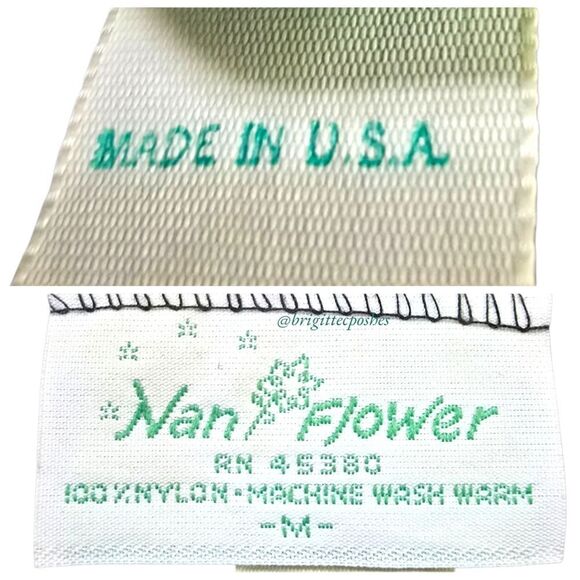 MADE IN U.S.A.
@brigittecposhes
Nan Flower
RN 45380
100% NYLON - MACHINE WASH WARM
- M -